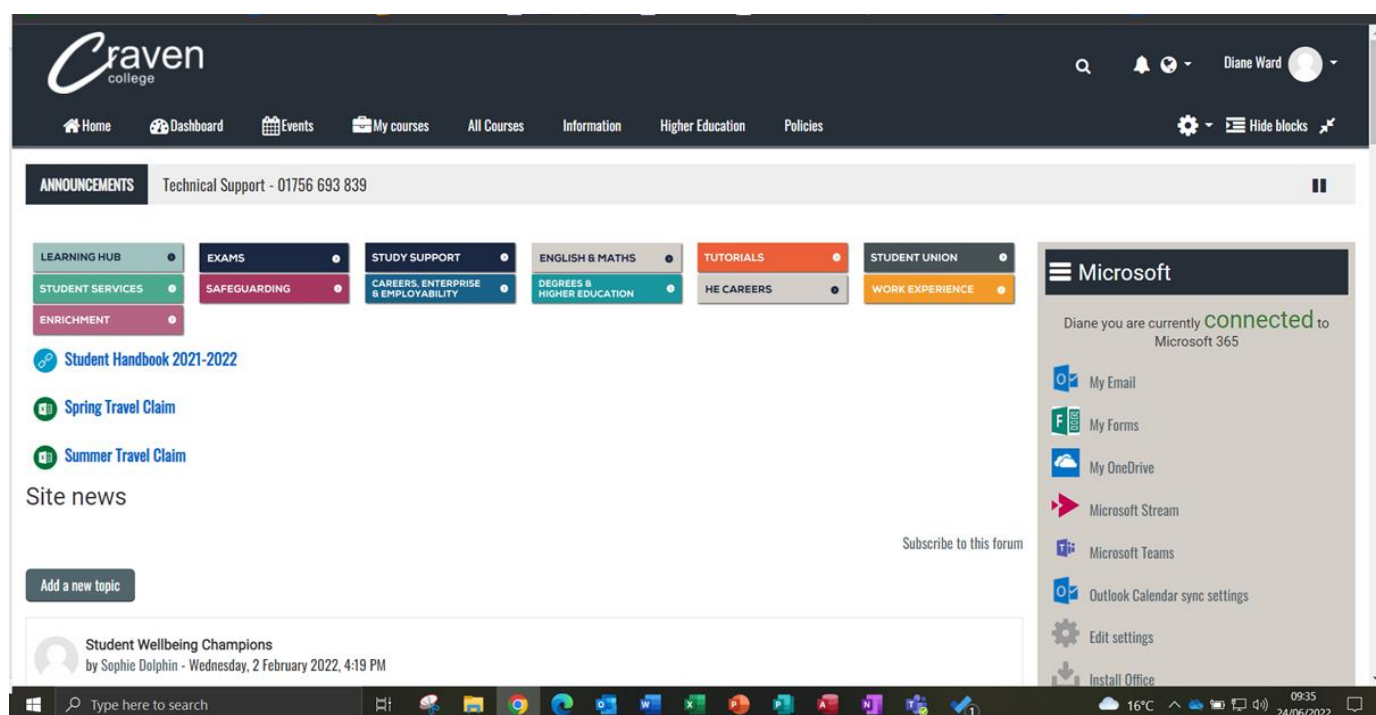 Craven
college
Diane Ward
Home Dashboard Events My courses All Courses Information Higher Education Policies
Hide blocks
ANNOUNCEMENTS Technical Support - 01756 693 839
LEARNING HUB EXAMS STUDY SUPPORT ENGLISH & MATHS TUTORIALS STUDENT UNION
STUDENT SERVICES SAFEGUARDING CAREERS, ENTERPRISE & EMPLOYABILITY DEGREES & HIGHER EDUCATION HE CAREERS WORK EXPERIENCE
ENRICHMENT
Student Handbook 2021-2022
Spring Travel Claim
Summer Travel Claim
Site news
Subscribe to this forum
Add a new topic
Student Wellbeing Champions
by Sophie Dolphin - Wednesday, 2 February 2022, 4:19 PM
Microsoft
Diane you are currently connected to
Microsoft 365
My Email
My Forms
My OneDrive
Microsoft Stream
Microsoft Teams
Outlook Calendar sync settings
Edit settings
Install Office
Type here to search
16°C
09:35
24/06/2022